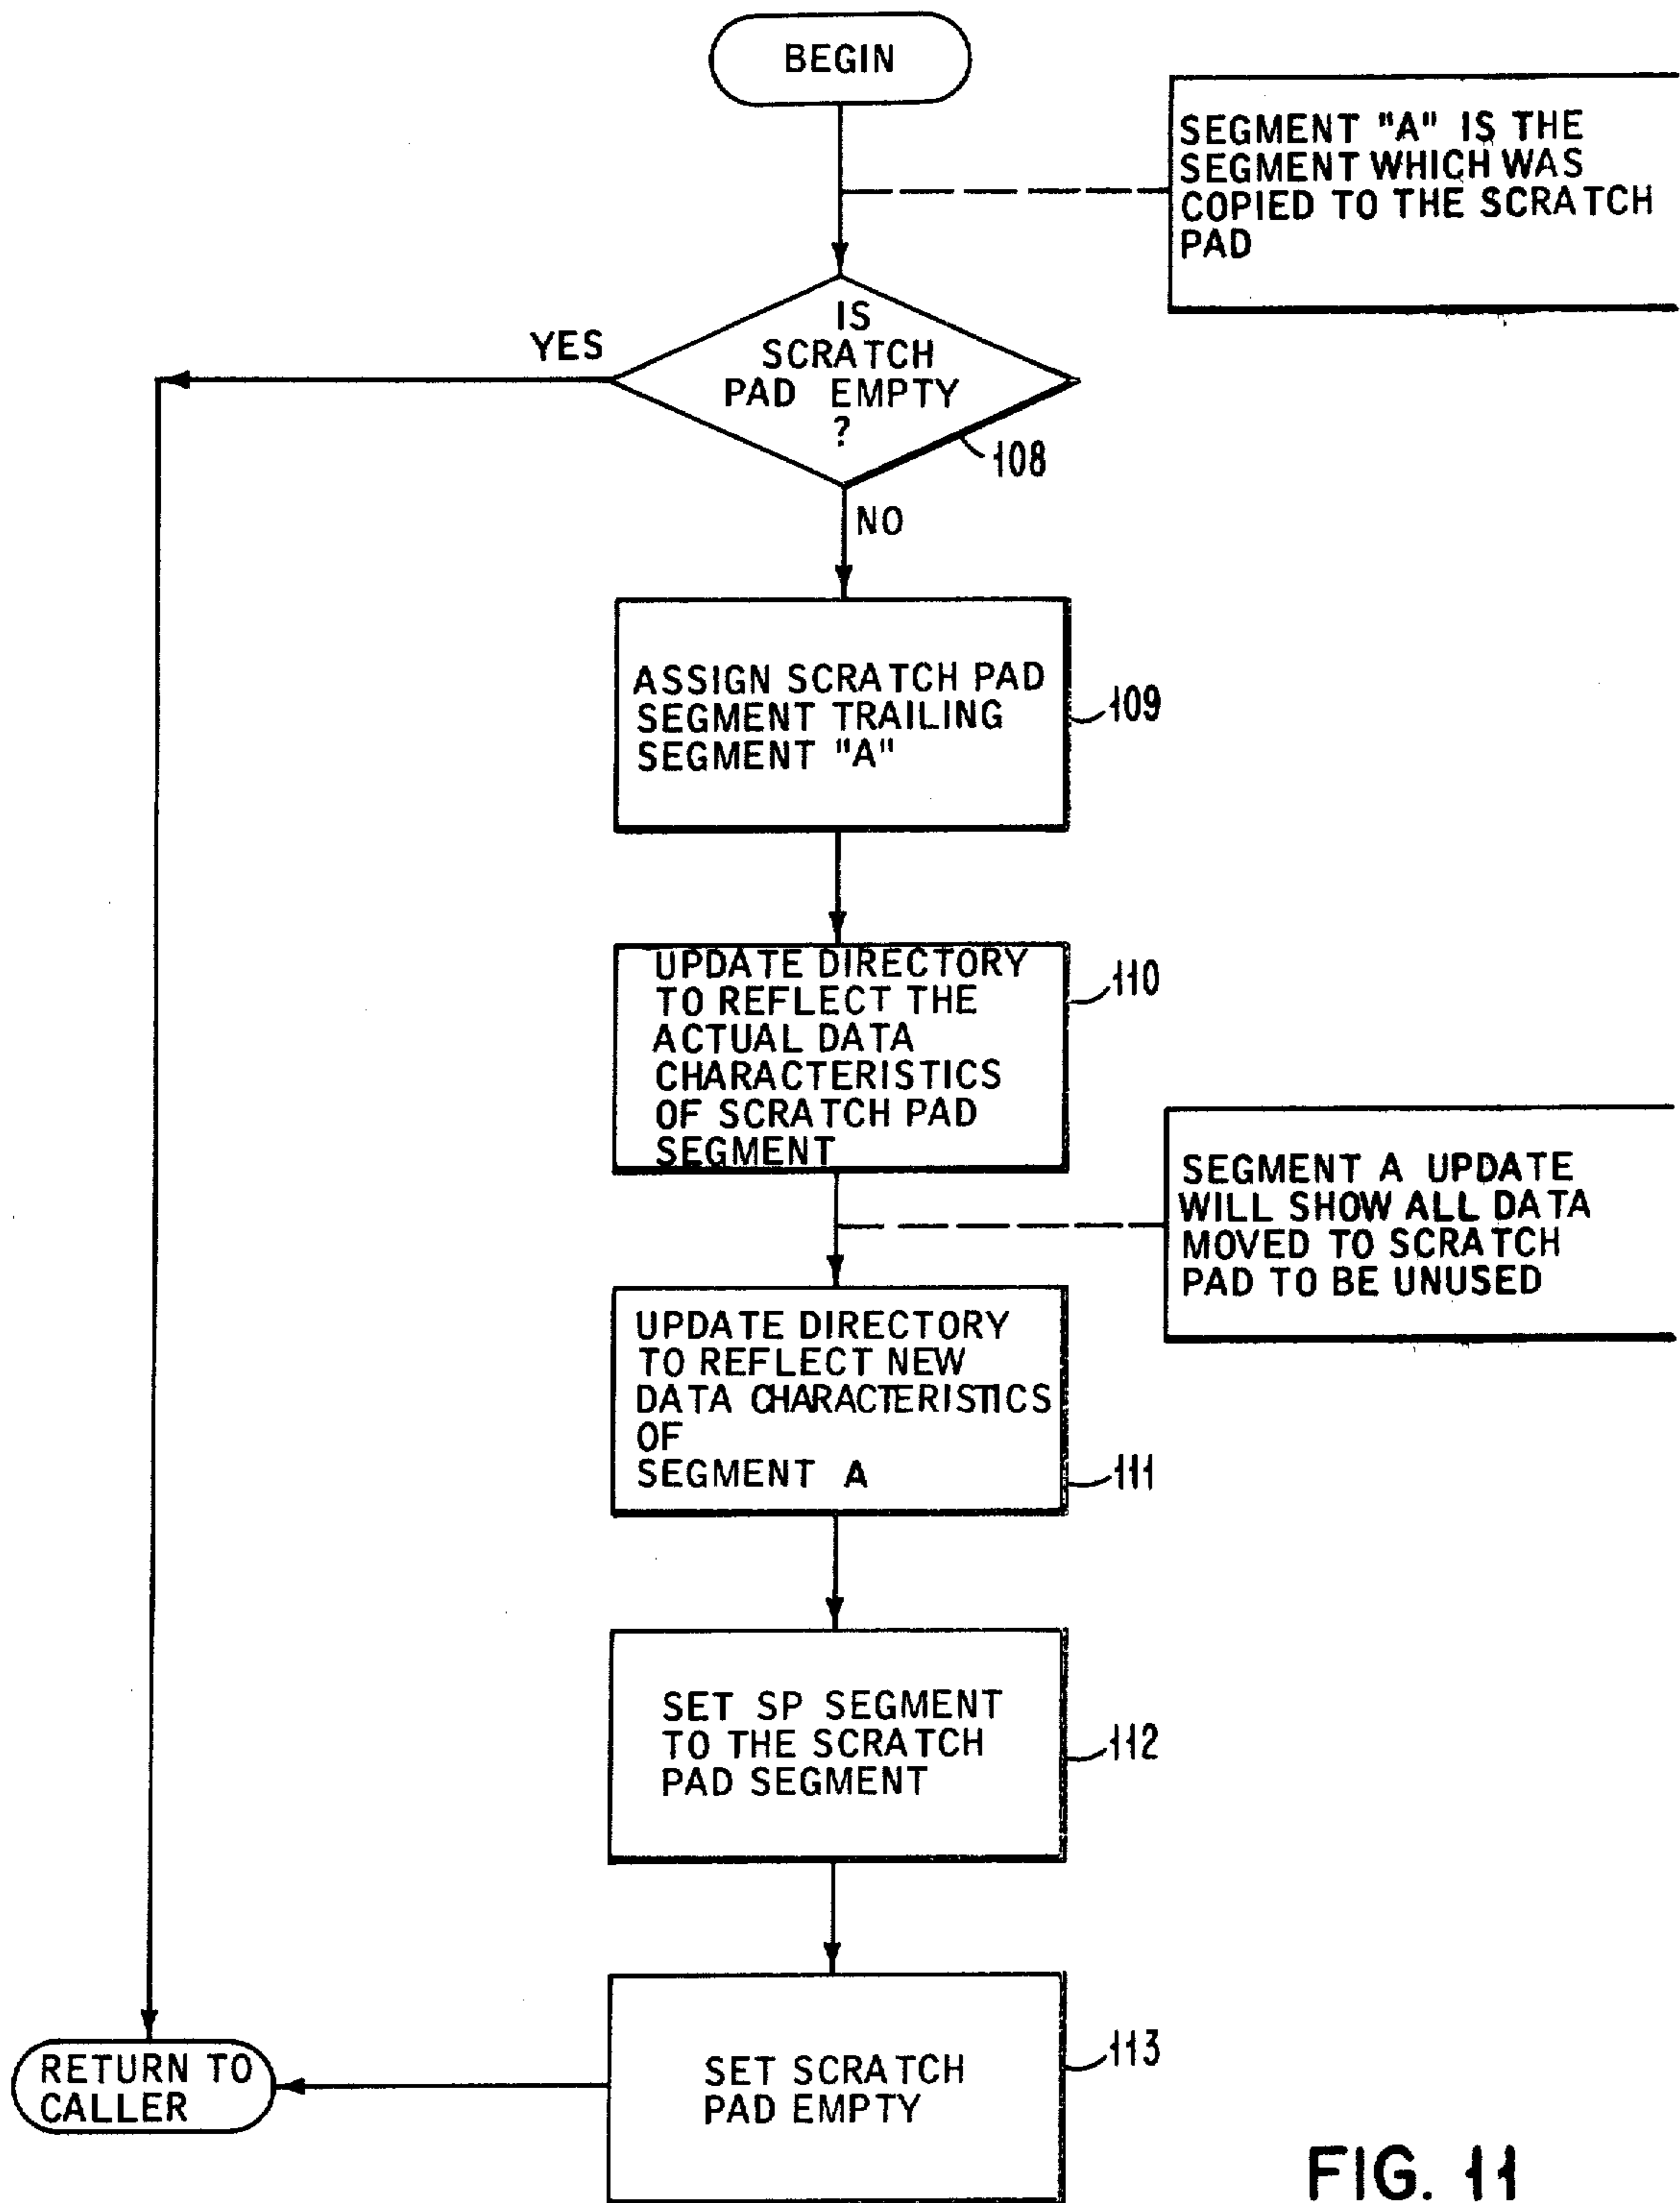 BEGIN
SEGMENT "A" IS THE
SEGMENT WHICH WAS
COPIED TO THE SCRATCH
PAD
IS
SCRATCH
PAD EMPTY
?
YES
108
NO
ASSIGN SCRATCH PAD
SEGMENT TRAILING
SEGMENT "A"
109
UPDATE DIRECTORY
TO REFLECT THE
ACTUAL DATA
CHARACTERISTICS
OF SCRATCH PAD
SEGMENT
110
SEGMENT A UPDATE
WILL SHOW ALL DATA
MOVED TO SCRATCH
PAD TO BE UNUSED
UPDATE DIRECTORY
TO REFLECT NEW
DATA CHARACTERISTICS
OF
SEGMENT A
111
SET SP SEGMENT
TO THE SCRATCH
PAD SEGMENT
112
SET SCRATCH
PAD EMPTY
113
RETURN TO
CALLER
FIG. 11